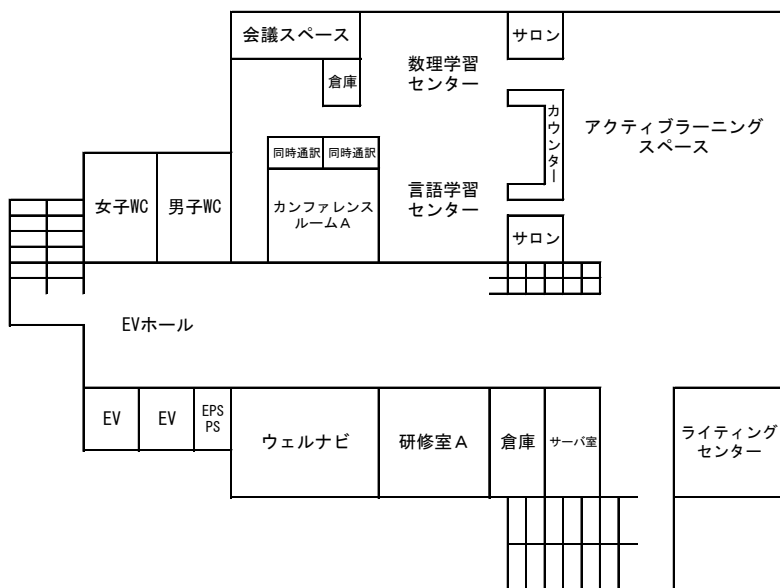 会議スペース
サロン
数理学習
センター
倉庫
カウンター
アクティブラーニング
スペース
同時通訳
同時通訳
女子WC
男子WC
カンファレンス
ルームA
言語学習
センター
サロン
EVホール
EV
EV
EPS
PS
ウェルナビ
研修室A
倉庫
サーバ室
ライティング
センター